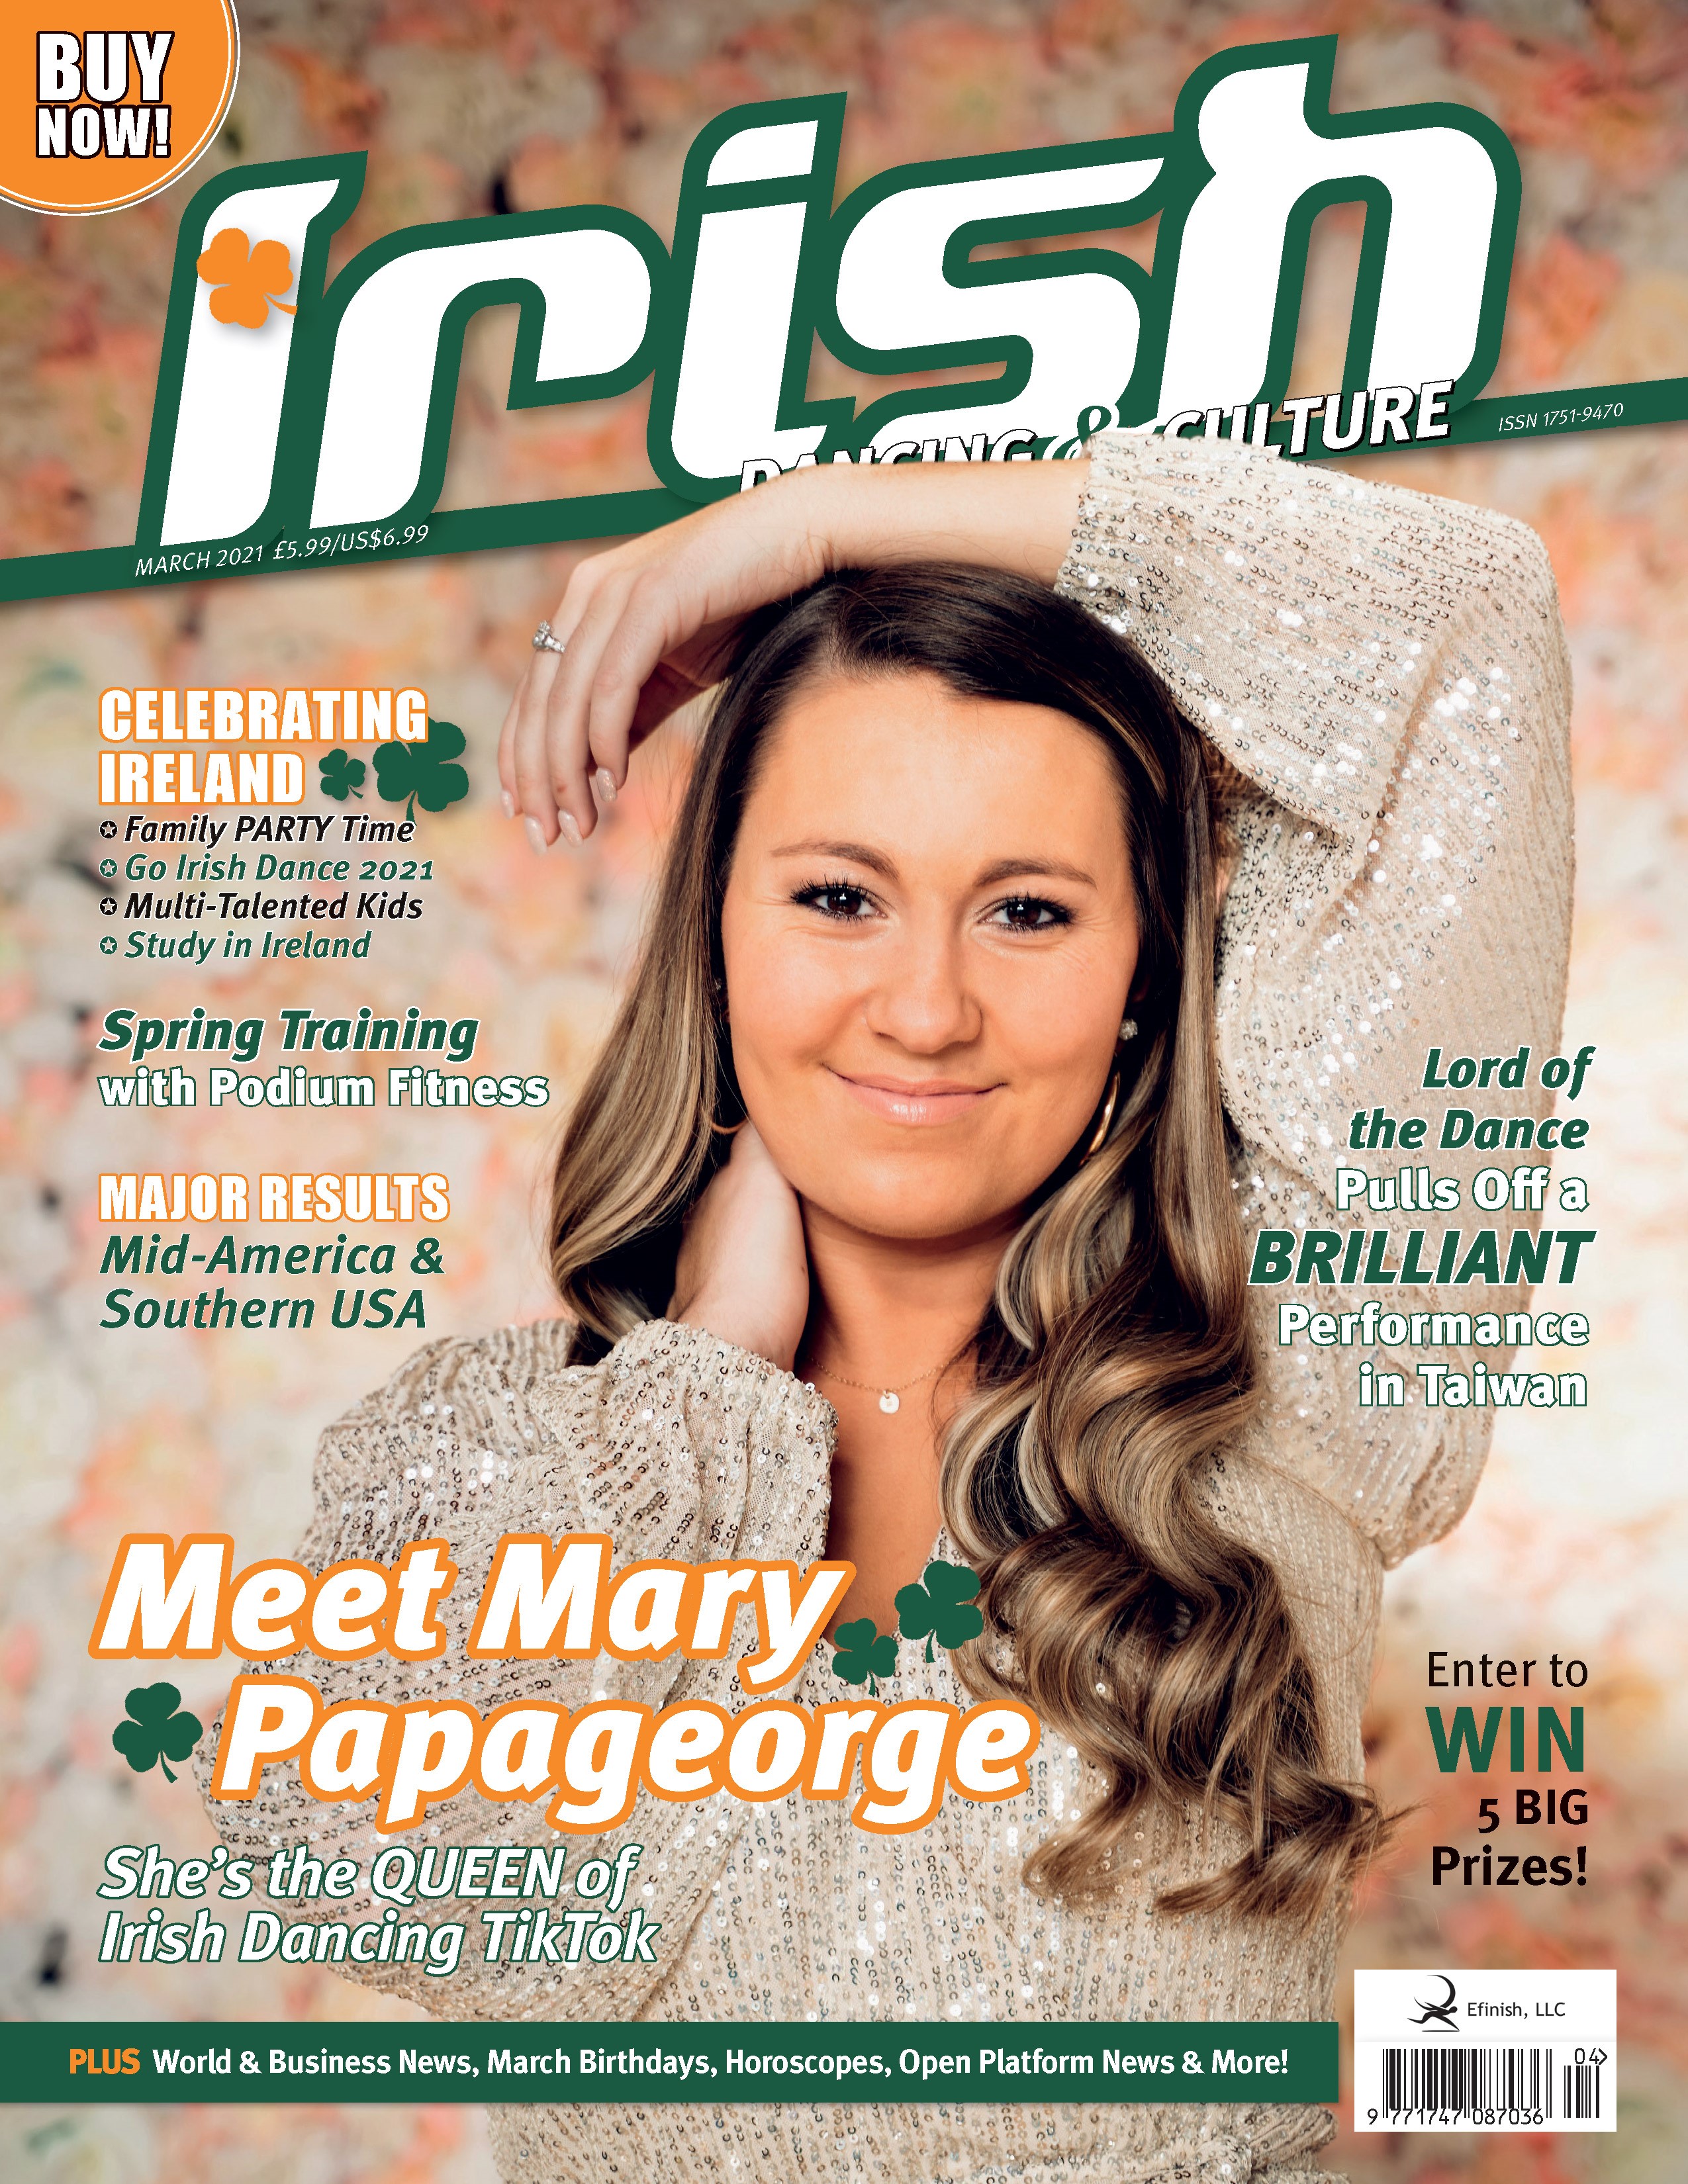 BUY
NOW!
Irish
DANCING & CULTURE
ISSN 1751-9470
MARCH 2021 £5.99/US$6.99
CELEBRATING
IRELAND
Family PARTY Time
Go Irish Dance 2021
Multi-Talented Kids
Study in Ireland
Spring Training
with Podium Fitness
MAJOR RESULTS
Mid-America &
Southern USA
Lord of
the Dance
Pulls Off a
BRILLIANT
Performance
in Taiwan
Meet Mary
Papageorge
She's the QUEEN of
Irish Dancing TikTok
Enter to
WIN
5 BIG
Prizes!
Efinish, LLC
04>
9 771747 087036
PLUS World & Business News, March Birthdays, Horoscopes, Open Platform News & More!